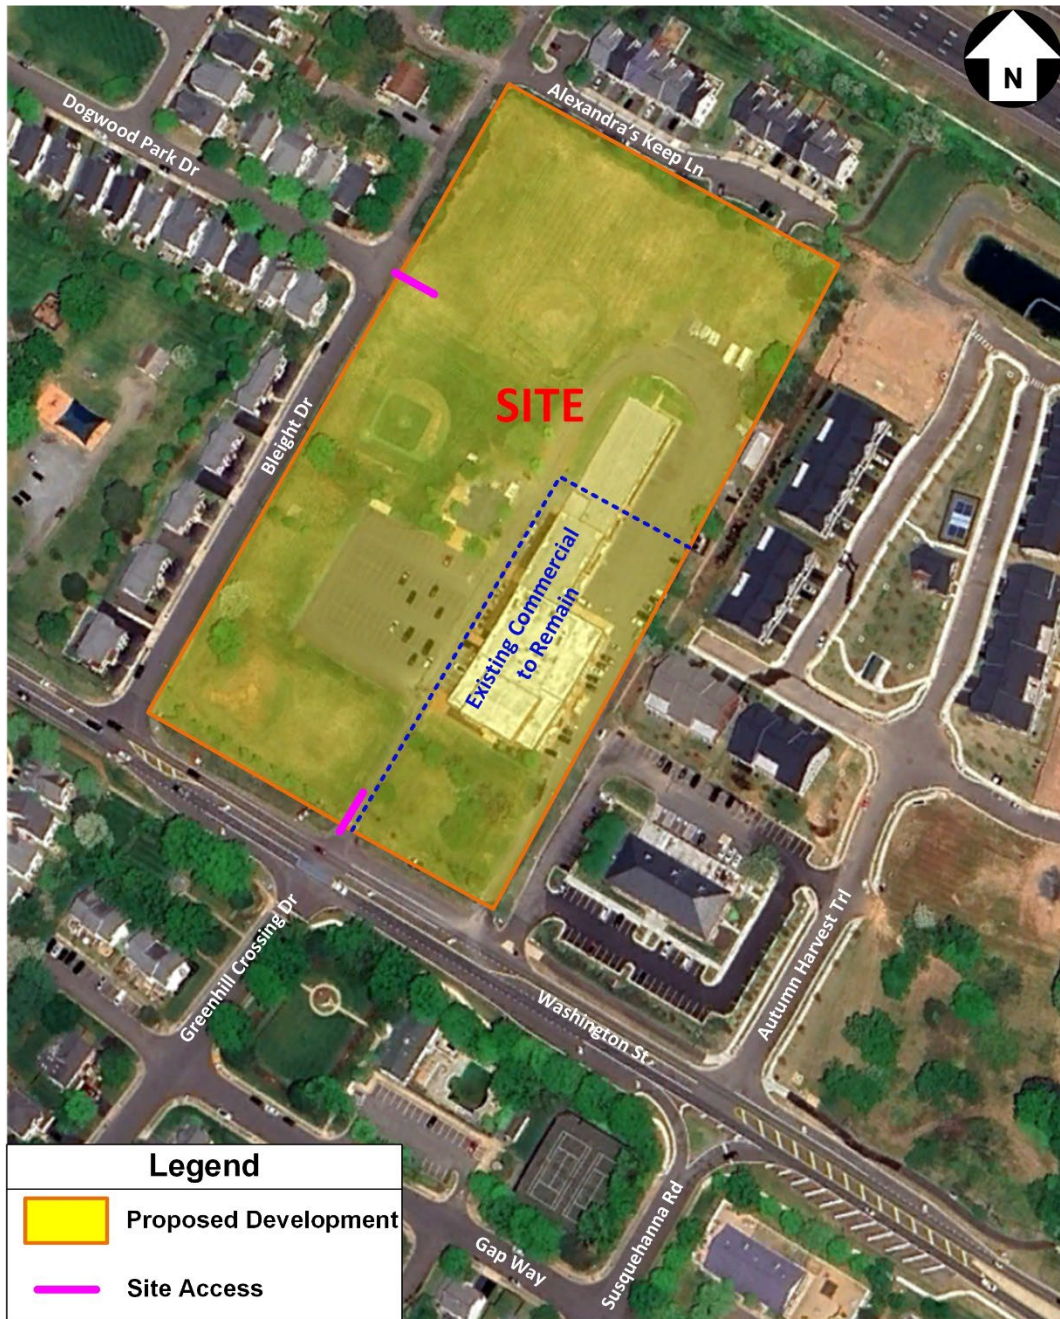 N
Alexandra's Keep Ln
Dogwood Park Dr
SITE
Bleight Dr
Existing Commercial
to Remain
Greenhill Crossing Dr
Washington St
Autumn Harvest Trl
Susquehanna Rd
Gap Way
Legend
Proposed Development
Site Access